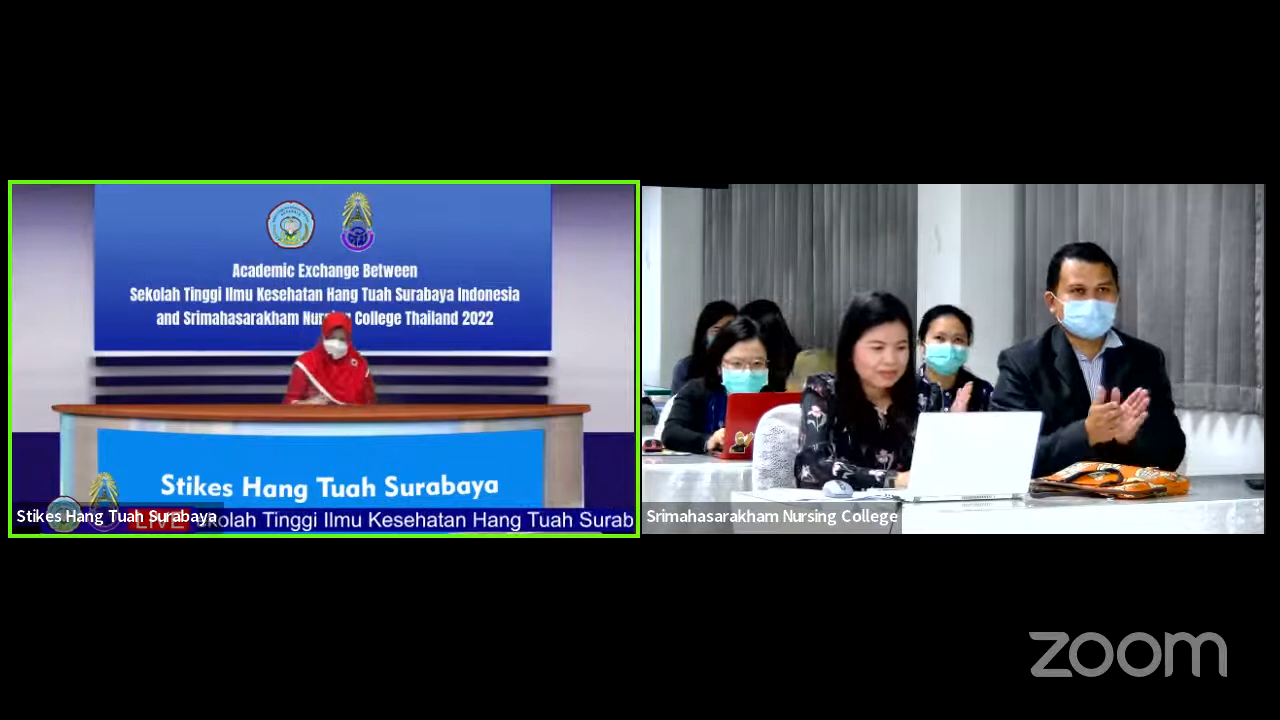 Academic Exchange Between
Sekolah Tinggi Ilmu Kesehatan Hang Tuah Surabaya Indonesia
and Srimahasarakham Nursing College Thailand 2022
Stikes Hang Tuah Surabaya
Stikes Hang Tuah Surabaya
LIVE
kolah Tinggi Ilmu Kesehatan Hang Tuah Surab
Srimahasarakham Nursing College
zoom